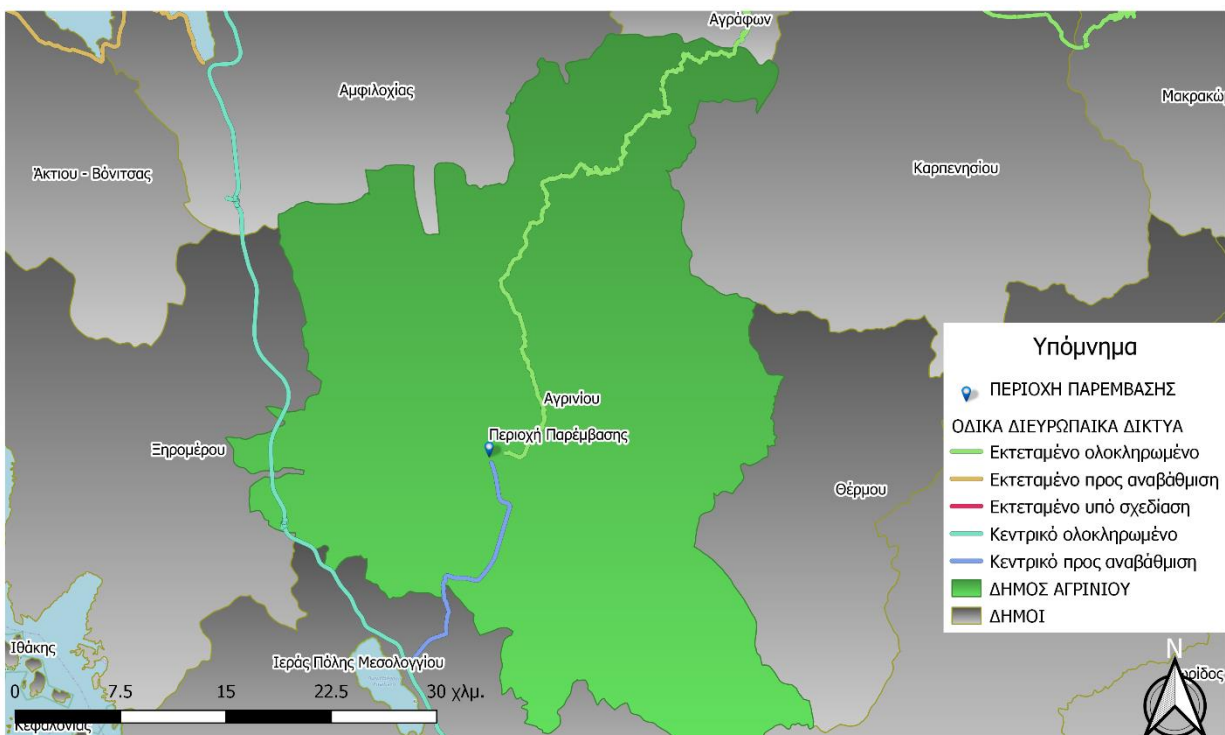 Αγράφων
Αμφιλοχίας
Μακρακώ
Άκτιου - Βόνιτσας
Καρπενησίου
Αγρινίου
Περιοχή Παρέμβασης
Ξηρομέρου
Θέρμου
Υπόμνημα
ΠΕΡΙΟΧΗ ΠΑΡΕΜΒΑΣΗΣ
ΟΔΙΚΑ ΔΙΕΥΡΩΠΑΙΚΑ ΔΙΚΤΥΑ
Εκτεταμένο ολοκληρωμένο
Εκτεταμένο προς αναβάθμιση
Εκτεταμένο υπό σχεδίαση
Κεντρικό ολοκληρωμένο
Κεντρικό προς αναβάθμιση
ΔΗΜΟΣ ΑΓΡΙΝΙΟΥ
ΔΗΜΟΙ
Ιθάκης
Ιεράς Πόλης Μεσολογγίου
N
ρίδος
0 7.5 15 22.5 30 χλμ.
Κεφαλονιάς